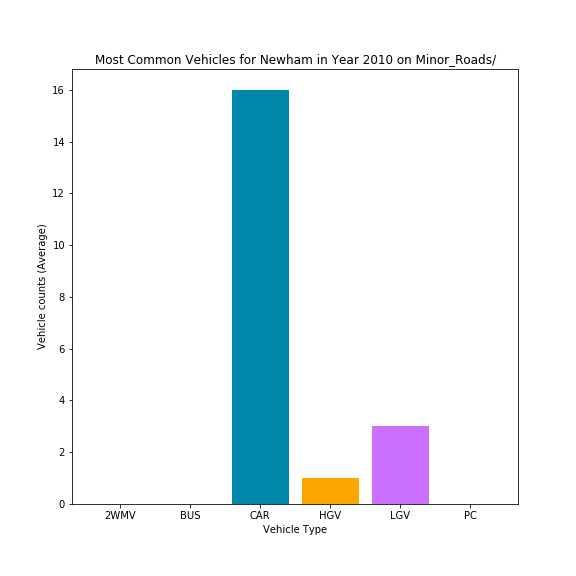 Most Common Vehicles for Newham in Year 2010 on Minor_Roads/
Vehicle counts (Average)
16
14
12
10
8
6
4
2
0
2WMV BUS CAR HGV LGV PC
Vehicle Type